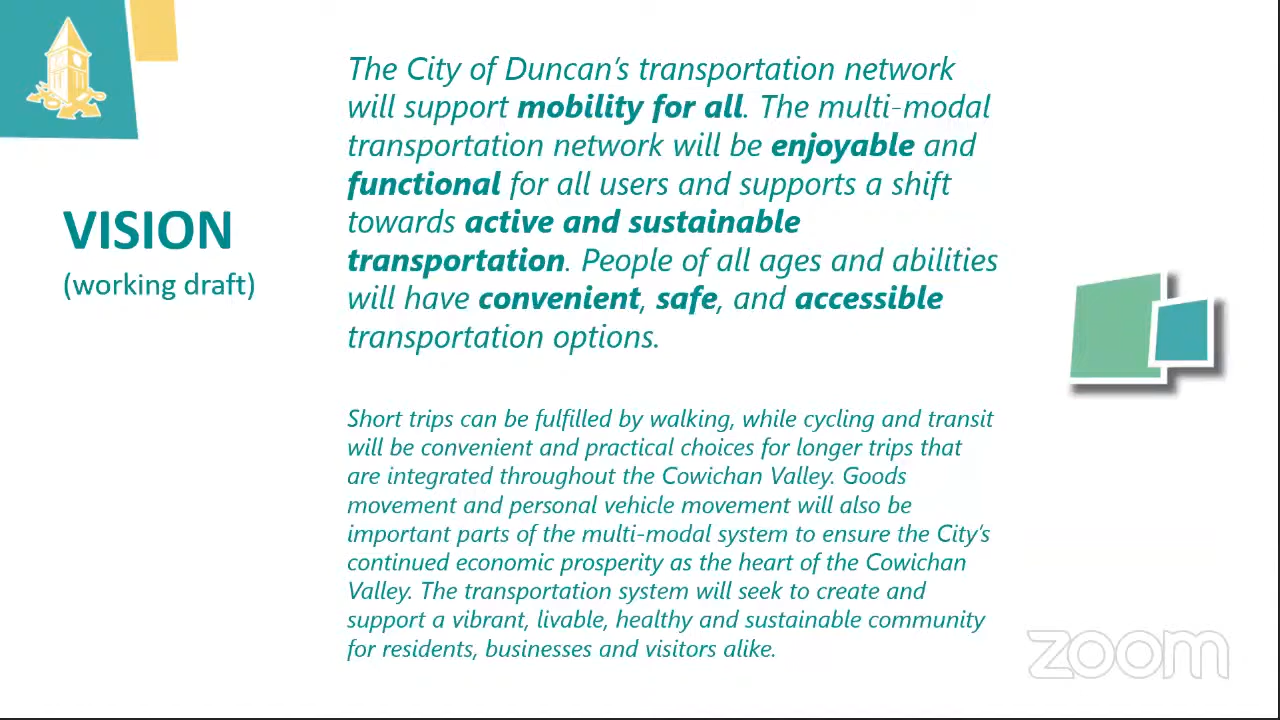 VISION
(working draft)
The City of Duncan’s transportation network
will support mobility for all. The multi-modal
transportation network will be enjoyable and
functional for all users and supports a shift
towards active and sustainable
transportation. People of all ages and abilities
will have convenient, safe, and accessible
transportation options.
Short trips can be fulfilled by walking, while cycling and transit
will be convenient and practical choices for longer trips that
are integrated throughout the Cowichan Valley. Goods
movement and personal vehicle movement will also be
important parts of the multi-modal system to ensure the City’s
continued economic prosperity as the heart of the Cowichan
Valley. The transportation system will seek to create and
support a vibrant, livable, healthy and sustainable community
for residents, businesses and visitors alike.
zoom